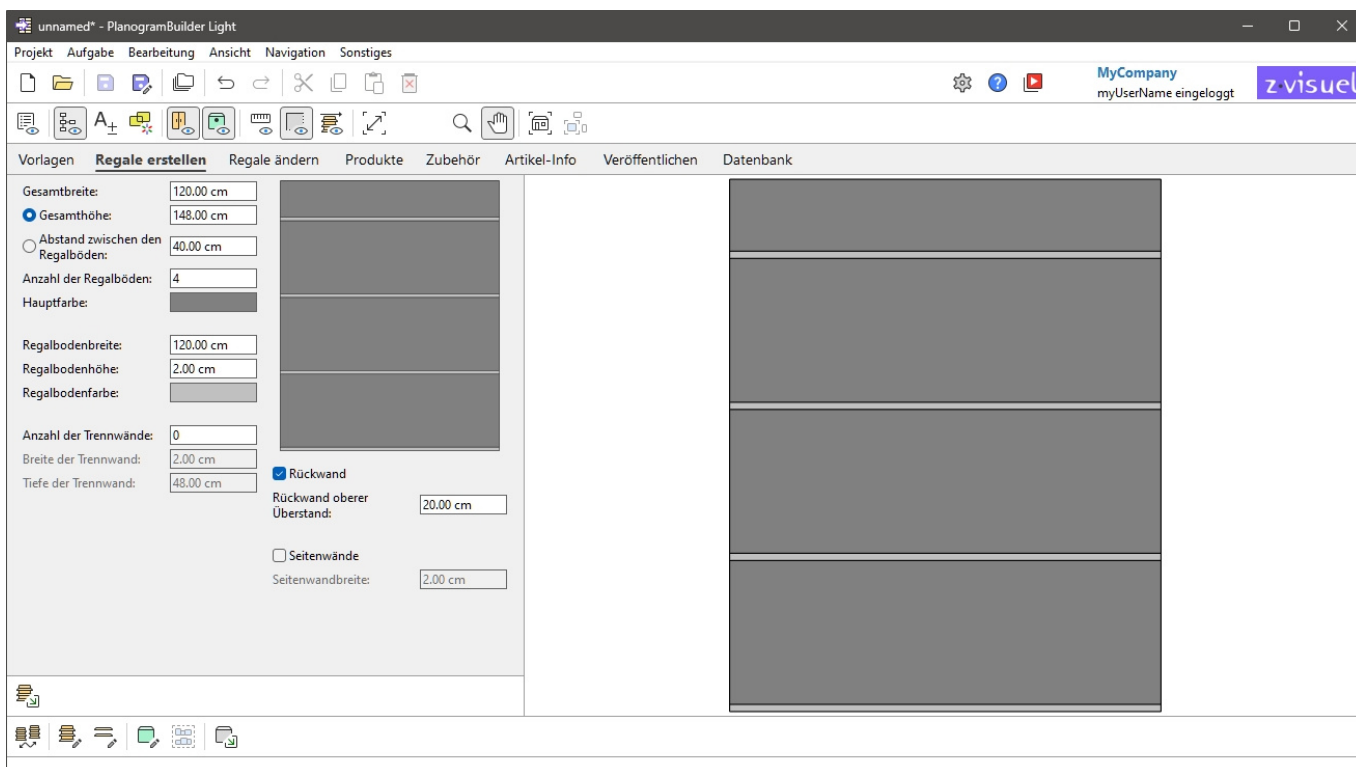 unnamed* - PlanogramBuilder Light
Projekt Aufgabe Bearbeitung Ansicht Navigation Sonstiges
MyCompany
myUserName eingeloggt
z·visuel
Vorlagen Regale erstellen Regale ändern Produkte Zubehör Artikel-Info Veröffentlichen Datenbank
Gesamtbreite: 120.00 cm
Gesamthöhe: 148.00 cm
Abstand zwischen den
Regalböden: 40.00 cm
Anzahl der Regalböden: 4
Hauptfarbe:
Regalbodenbreite: 120.00 cm
Regalbodenhöhe: 2.00 cm
Regalbodenfarbe:
Anzahl der Trennwände: 0
Breite der Trennwand: 2.00 cm
Tiefe der Trennwand: 48.00 cm
Rückwand
Rückwand oberer
Überstand: 20.00 cm
Seitenwände
Seitenwandbreite: 2.00 cm